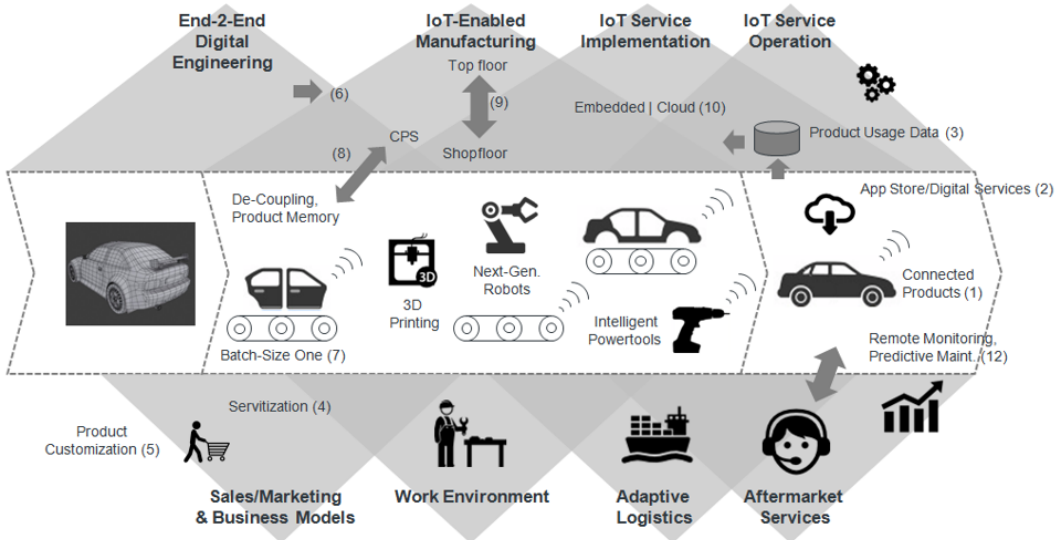 End-2-End
Digital
Engineering
IoT-Enabled
Manufacturing
IoT Service
Implementation
IoT Service
Operation
Top floor
(6)
(9)
Embedded | Cloud (10)
Product Usage Data (3)
CPS
(8)
Shopfloor
De-Coupling,
Product Memory
App Store/Digital Services (2)
3D
Next-Gen.
Robots
Connected
Products (1)
3D
Printing
Intelligent
Powertools
Batch-Size One (7)
Remote Monitoring,
Predictive Maint. (12)
Servitization (4)
Product
Customization (5)
Sales/Marketing
& Business Models
Work Environment
Adaptive
Logistics
Aftermarket
Services